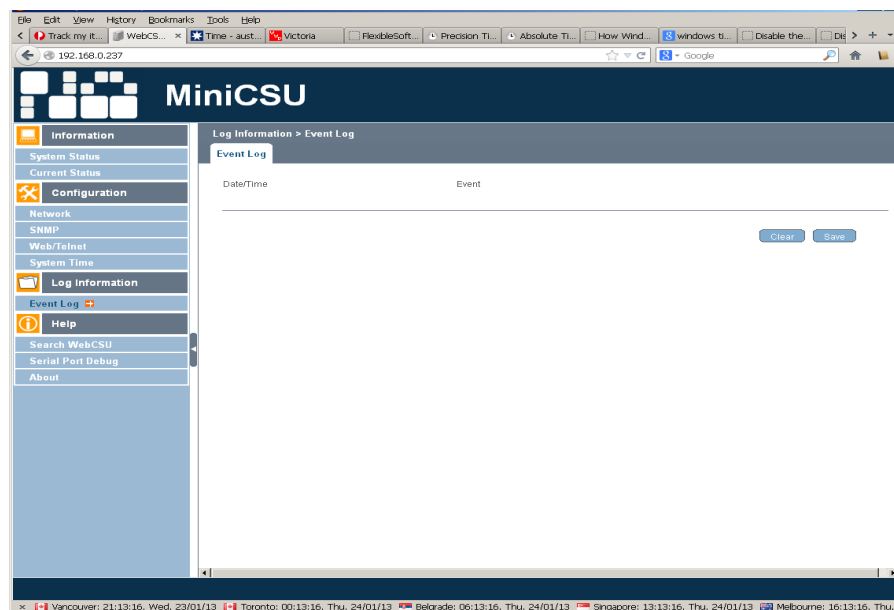 File Edit View History Bookmarks Tools Help
Track my it... WebCS... × Time - aust... Victoria FlexibleSoft... Precision Ti... Absolute Ti... How Wind... windows ti... Disable the... Dis
192.168.0.237 Google
MiniCSU
Information
System Status
Current Status
Configuration
Network
SNMP
Web/Telnet
System Time
Log Information
Event Log
Help
Search WebCSU
Serial Port Debug
About
Log Information > Event Log
Event Log
Date/Time Event
Clear Save
× Vancouver: 21:13:16, Wed, 23/01/13 Toronto: 00:13:16, Thu, 24/01/13 Belgrade: 06:13:16, Thu, 24/01/13 Singapore: 13:13:16, Thu, 24/01/13 Melbourne: 16:13:16, Thu,